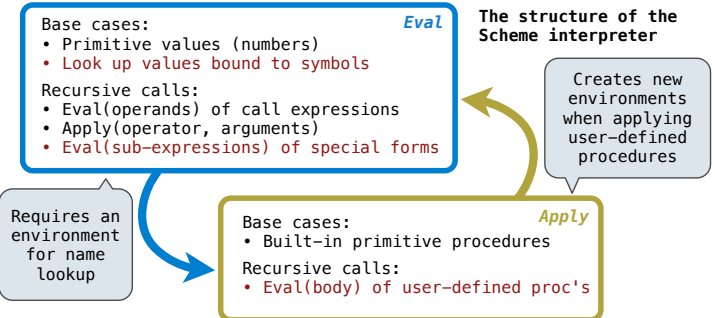 The structure of the
Scheme interpreter
Eval
Base cases:
• Primitive values (numbers)
• Look up values bound to symbols
Recursive calls:
• Eval(operands) of call expressions
• Apply(operator, arguments)
• Eval(sub-expressions) of special forms
Creates new
environments
when applying
user-defined
procedures
Requires an
environment
for name
lookup
Apply
Base cases:
• Built-in primitive procedures
Recursive calls:
• Eval(body) of user-defined proc's